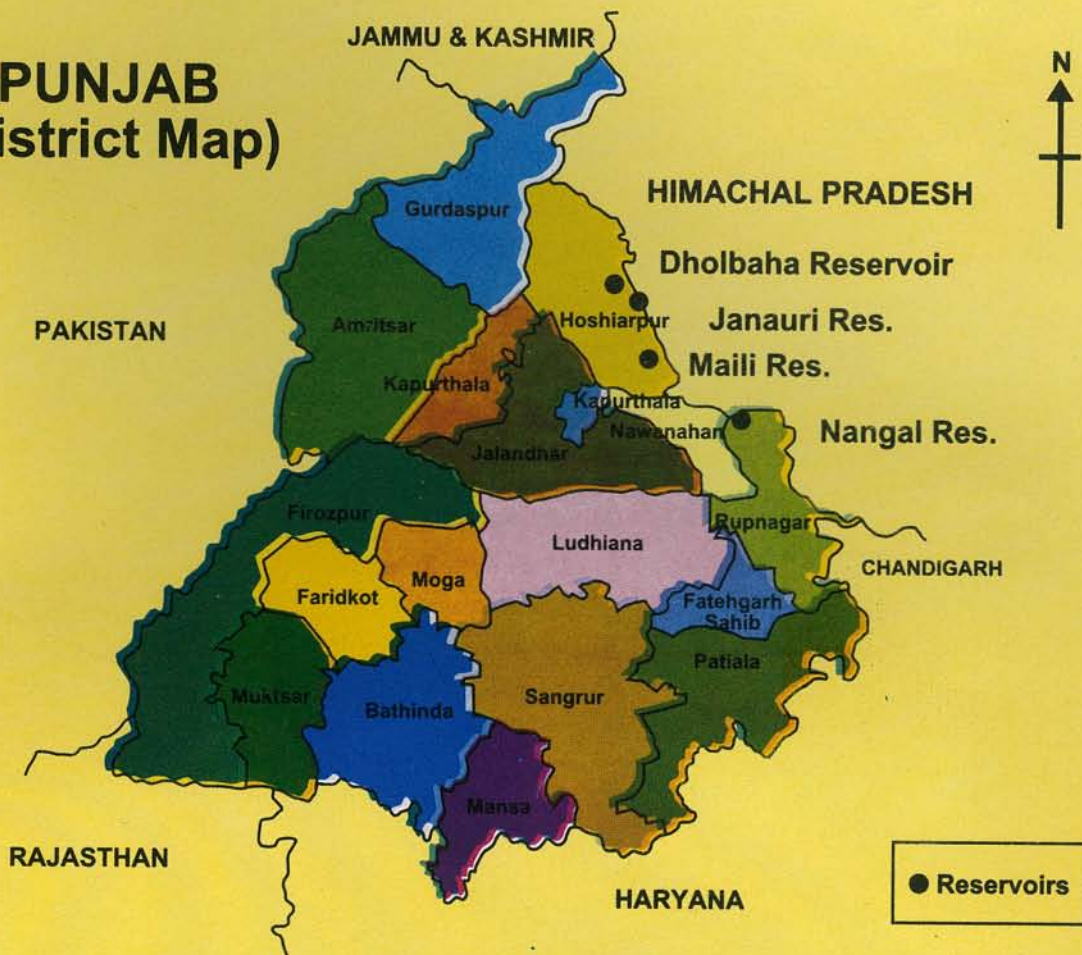 JAMMU & KASHMIR
PUNJAB
istrict Map)
N
HIMACHAL PRADESH
Gurdaspur
Dholbaha Reservoir
PAKISTAN
Amritsar
Hoshiarpur
Janauri Res.
Maili Res.
Kapurthala
Kapurthala
Nawanahan
Nangal Res.
Jalandhar
Firozpur
Rupnagar
Ludhiana
CHANDIGARH
Moga
Faridkot
Fatehgarh
Sahib
Patiala
Muktsar
Sangrur
Bathinda
Mansa
RAJASTHAN
Reservoirs
HARYANA